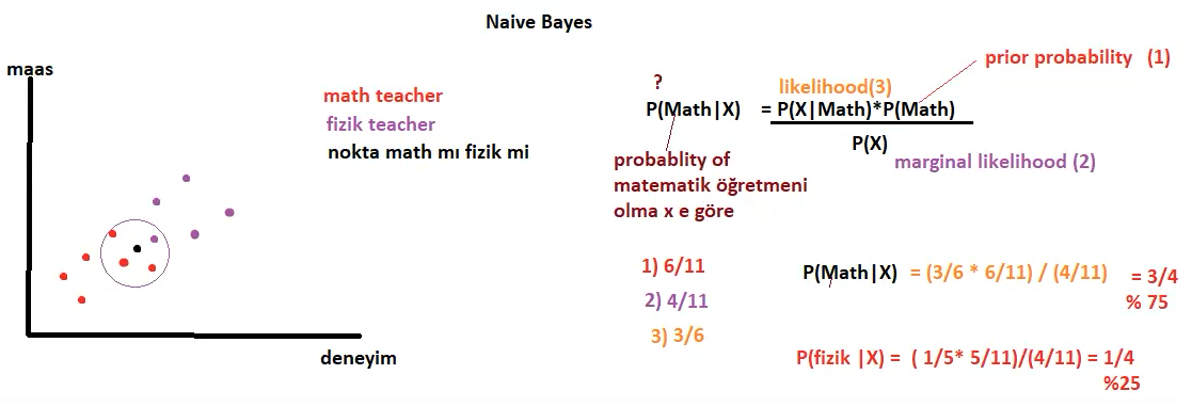 Naive Bayes
maas
deneyim
math teacher
fizik teacher
nokta math mı fizik mi
prior probability (1)
?
likelihood(3)
P(Math|X) = P(X|Math)*P(Math)
P(X)
marginal likelihood (2)
probablity of
matematik öğretmeni
olma x e göre
1) 6/11
2) 4/11
3) 3/6
P(Math|X) = (3/6 * 6/11) / (4/11) = 3/4
% 75
P(fizik |X) = ( 1/5* 5/11)/(4/11) = 1/4
%25